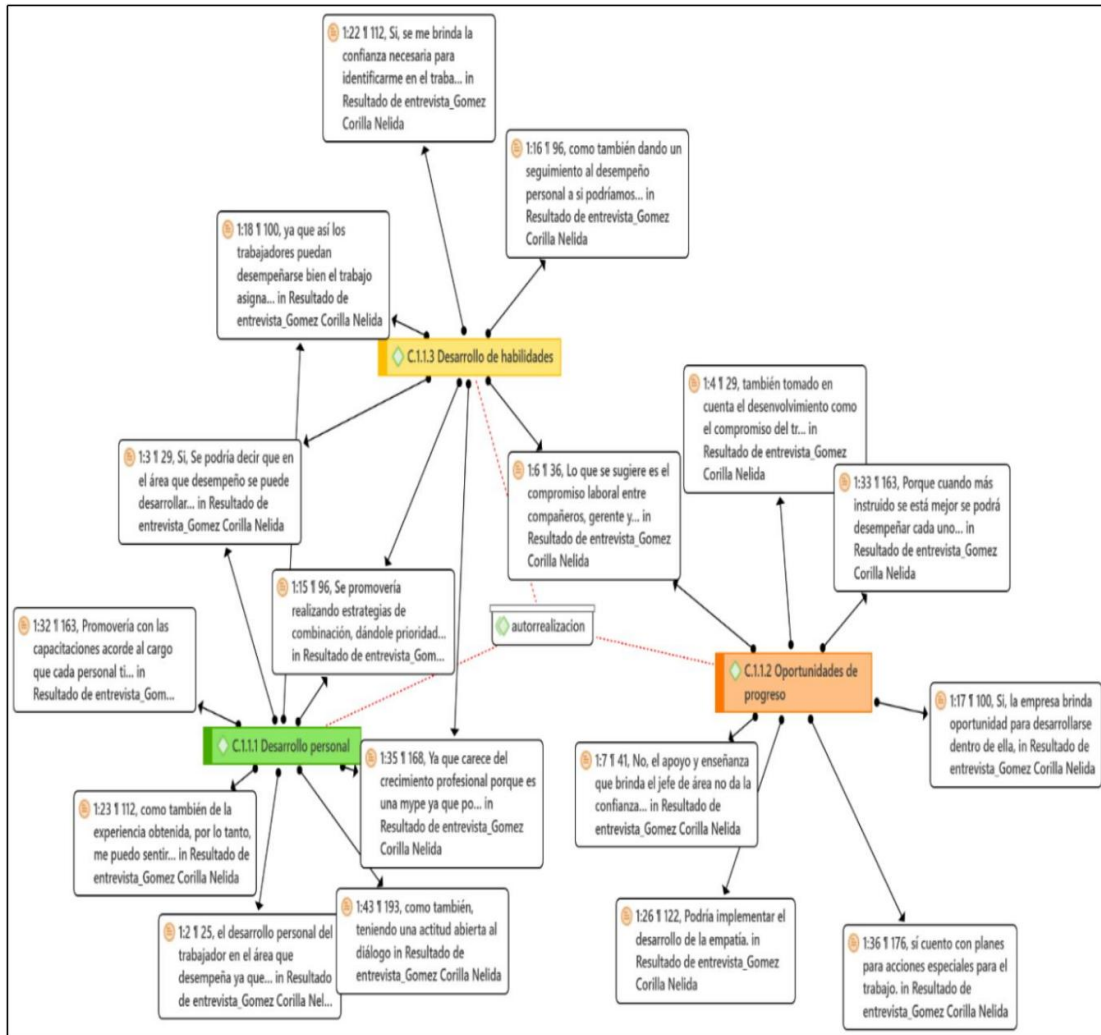 1:22 ¶ 112, Si, se me brinda la
confianza necesaria para
identificarme en el traba... in
Resultado de entrevista_Gomez
Corilla Nelida
1:16 ¶ 96, como también dando un
seguimiento al desempeño
personal a si podríamos... in
Resultado de entrevista_Gomez
Corilla Nelida
1:18 ¶ 100, ya que así los
trabajadores puedan
desempeñarse bien el trabajo
asigna... in Resultado de
entrevista_Gomez Corilla Nelida
C.1.1.3 Desarrollo de habilidades
1:4 ¶ 29, también tomado en
cuenta el desenvolvimiento como
el compromiso del tr... in
Resultado de entrevista_Gomez
Corilla Nelida
1:3 ¶ 29, Si, Se podría decir que en
el área que desempeño se puede
desarrollar... in Resultado de
entrevista_Gomez Corilla Nelida
1:6 ¶ 36, Lo que se sugiere es el
compromiso laboral entre
compañeros, gerente y... in
Resultado de entrevista_Gomez
Corilla Nelida
1:33 ¶ 163, Porque cuando más
instruido se está mejor se podrá
desempeñar cada uno... in
Resultado de entrevista_Gomez
Corilla Nelida
1:15 ¶ 96, Se promovería
realizando estrategias de
combinación, dándole prioridad...
in Resultado de entrevista_Gom...
1:32 ¶ 163, Promovería con las
capacitaciones acorde al cargo
que cada personal ti... in
Resultado de entrevista_Gom...
autorrealizacion
C.1.1.2 Oportunidades de
progreso
C.1.1.1 Desarrollo personal
1:17 ¶ 100, Si, la empresa brinda
oportunidad para desarrollarse
dentro de ella, in Resultado de
entrevista_Gomez Corilla Nelida
1:35 ¶ 168, Ya que carece del
crecimiento profesional porque es
una mype ya que po... in
Resultado de entrevista_Gomez
Corilla Nelida
1:7 ¶ 41, No, el apoyo y enseñanza
que brinda el jefe de área no da la
confianza... in Resultado de
entrevista_Gomez Corilla Nelida
1:23 ¶ 112, como también de la
experiencia obtenida, por lo tanto,
me puedo sentir... in Resultado de
entrevista_Gomez Corilla Nelida
1:43 ¶ 193, como también,
teniendo una actitud abierta al
diálogo in Resultado de
entrevista_Gomez Corilla Nelida
1:2 ¶ 25, el desarrollo personal del
trabajador en el área que
desempeña ya que... in Resultado
de entrevista_Gomez Corilla Nel...
1:26 ¶ 122, Podría implementar el
desarrollo de la empatía. in
Resultado de entrevista_Gomez
Corilla Nelida
1:36 ¶ 176, sí cuento con planes
para acciones especiales para el
trabajo. in Resultado de
entrevista_Gomez Corilla Nelida